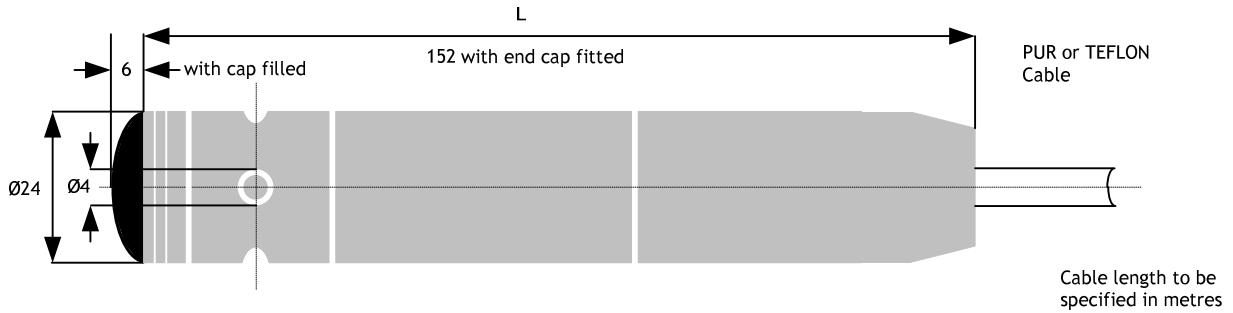 L
152 with end cap fitted
PUR or TEFLON
Cable
6
with cap filled
Ø24
Ø4
Cable length to be
specified in metres